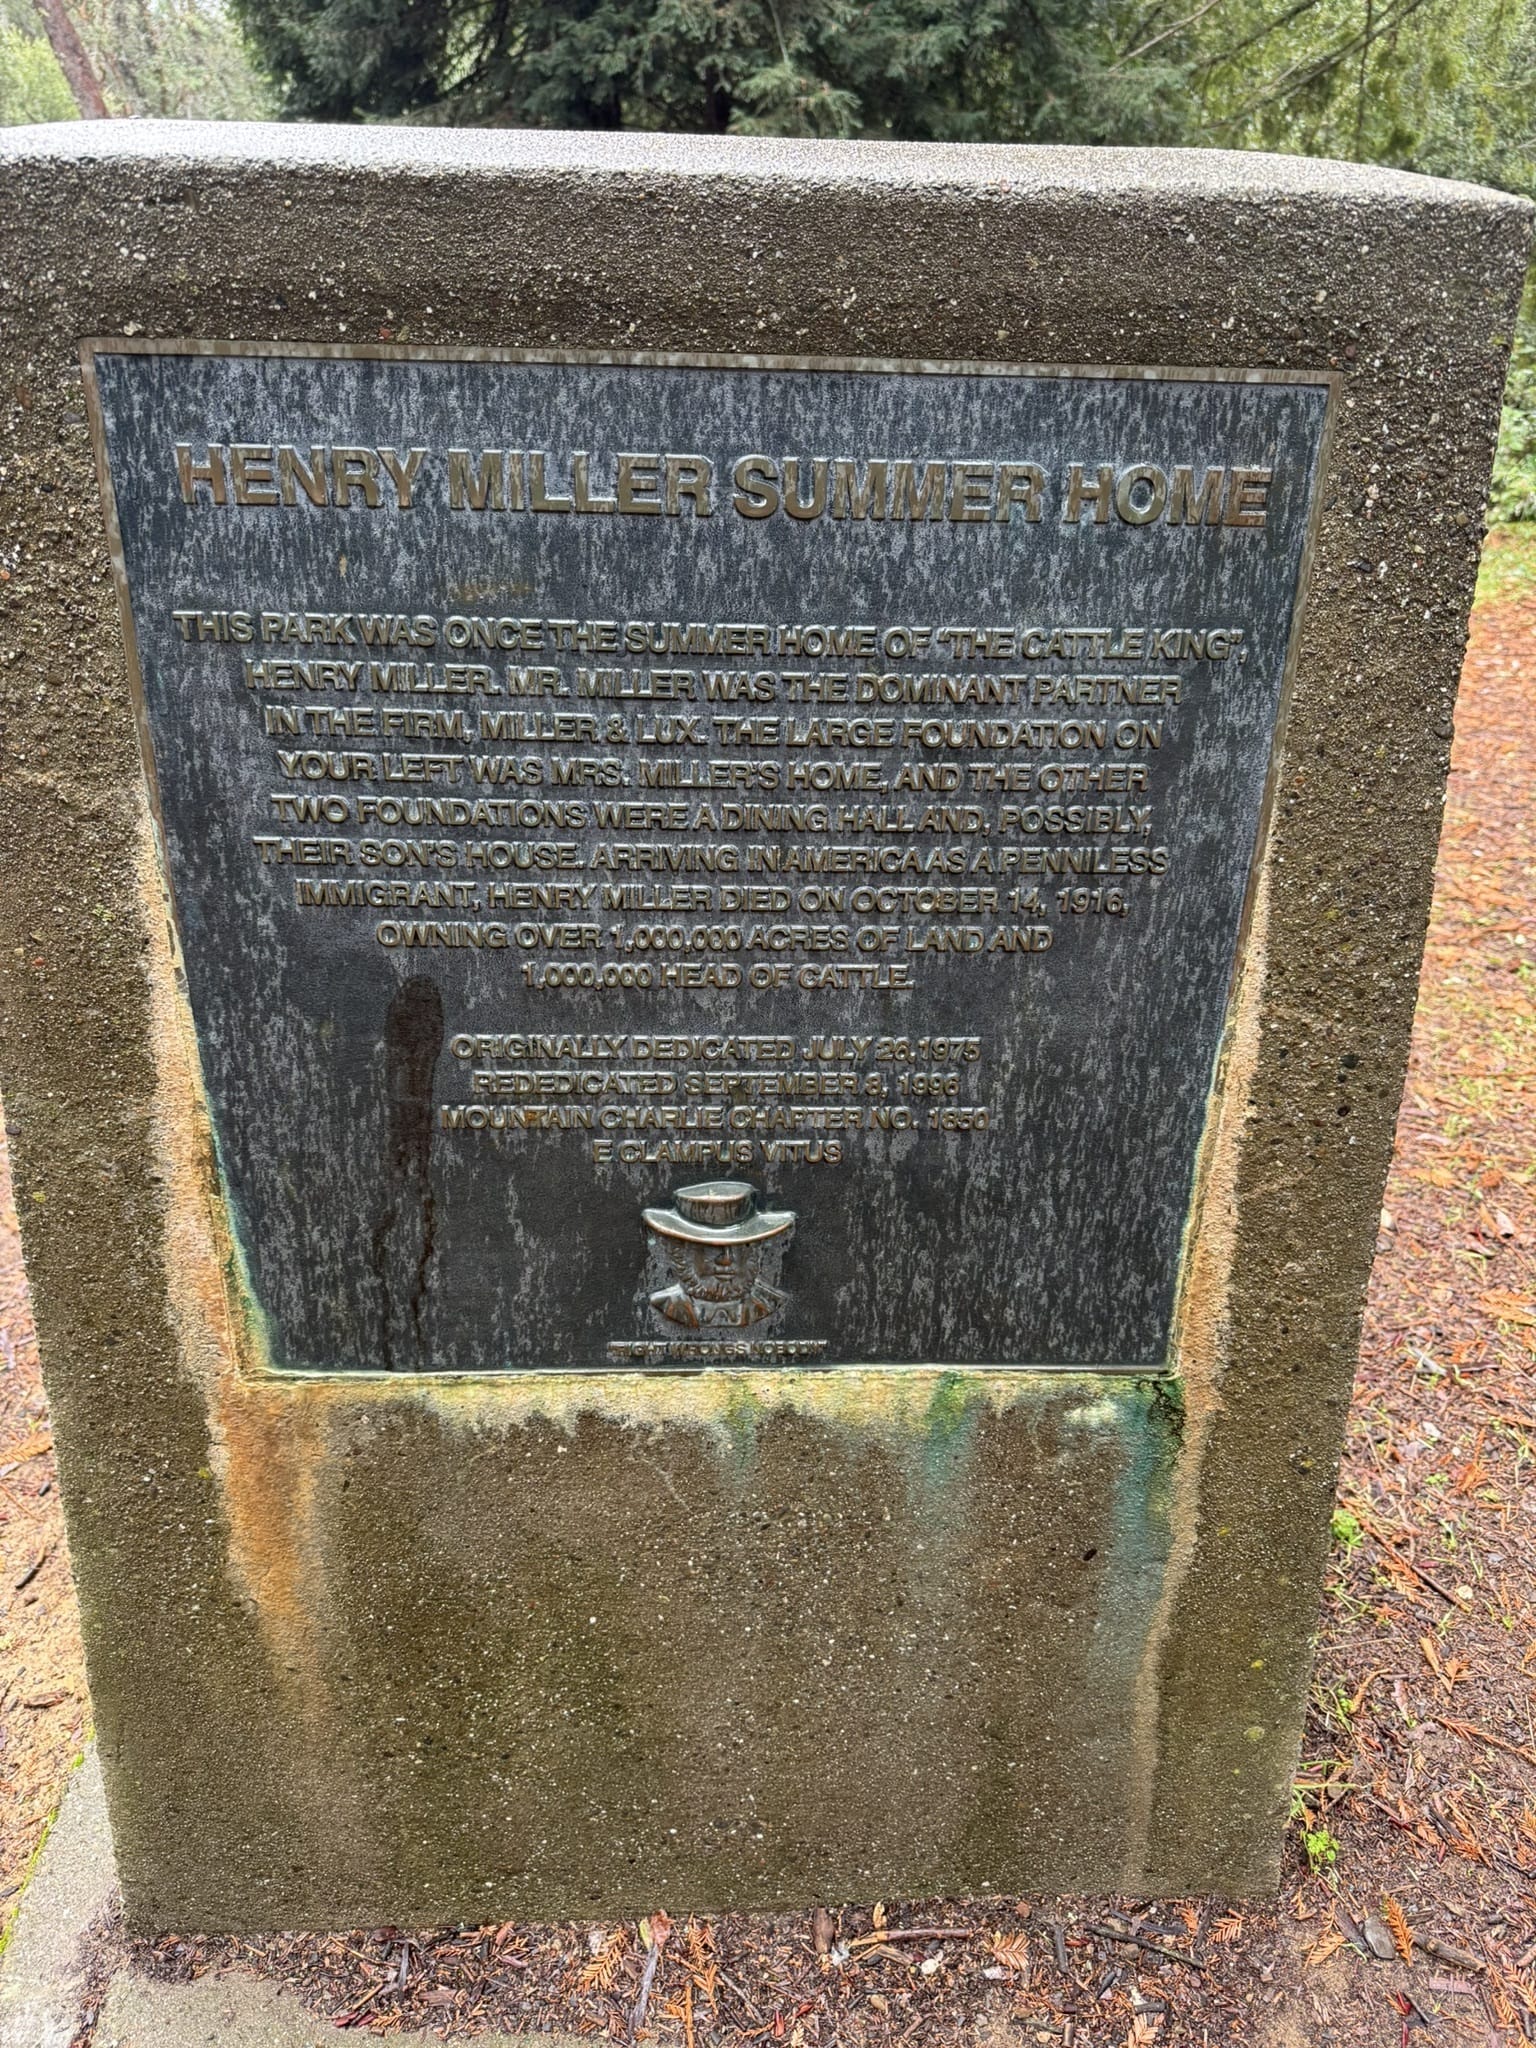 HENRY MILLER SUMMER HOME
THIS PARK WAS ONCE THE SUMMER HOME OF "THE CATTLE KING",
HENRY MILLER. MR. MILLER WAS THE DOMINANT PARTNER
IN THE FIRM, MILLER & LUX. THE LARGE FOUNDATION ON
YOUR LEFT WAS MRS. MILLER'S HOME, AND THE OTHER
TWO FOUNDATIONS WERE A DINING HALL AND, POSSIBLY,
THEIR SON'S HOUSE. ARRIVING IN AMERICA AS A PENNILESS
IMMIGRANT, HENRY MILLER DIED ON OCTOBER 14, 1916,
OWNING OVER 1,000,000 ACRES OF LAND AND
1,000,000 HEAD OF CATTLE.
ORIGINALLY DEDICATED JULY 26, 1975
REDEDICATED SEPTEMBER 8, 1996
MOUNTAIN CHARLIE CHAPTER NO. 1850
E CLAMPUS VITUS
"RIGHT WRONGS NOBODY"